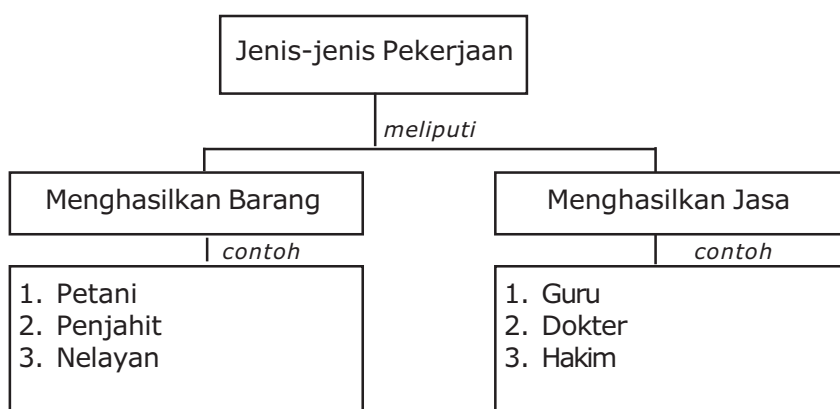 Jenis-jenis Pekerjaan
meliputi
Menghasilkan Barang
contoh
1. Petani
2. Penjahit
3. Nelayan
Menghasilkan Jasa
contoh
1. Guru
2. Dokter
3. Hakim